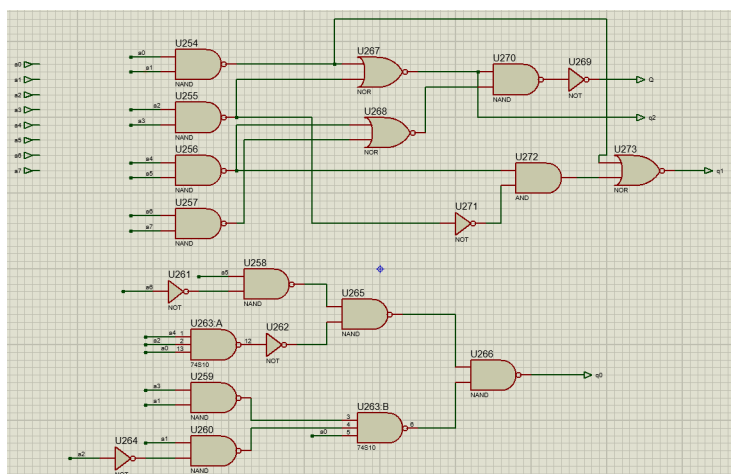 U254
a0
a1
NAND
U267
NOR
U270
NAND
U269
NOT
Q
a0
a1
a2
a3
a4
a5
a6
a7
U255
a2
a3
NAND
q2
U268
NOR
U256
a4
a5
NAND
U272
AND
U273
NOR
q1
U257
a6
a7
NAND
U271
NOT
U258
a5
NAND
U261
a6
NOT
U265
NAND
U263:A
a4 1
a2 2
a0 13
12
74S10
U262
NOT
U266
NAND
q0
U259
a3
a1
NAND
U263:B
3
4
a0 5
6
74S10
U260
a1
NAND
U264
a2
NOT